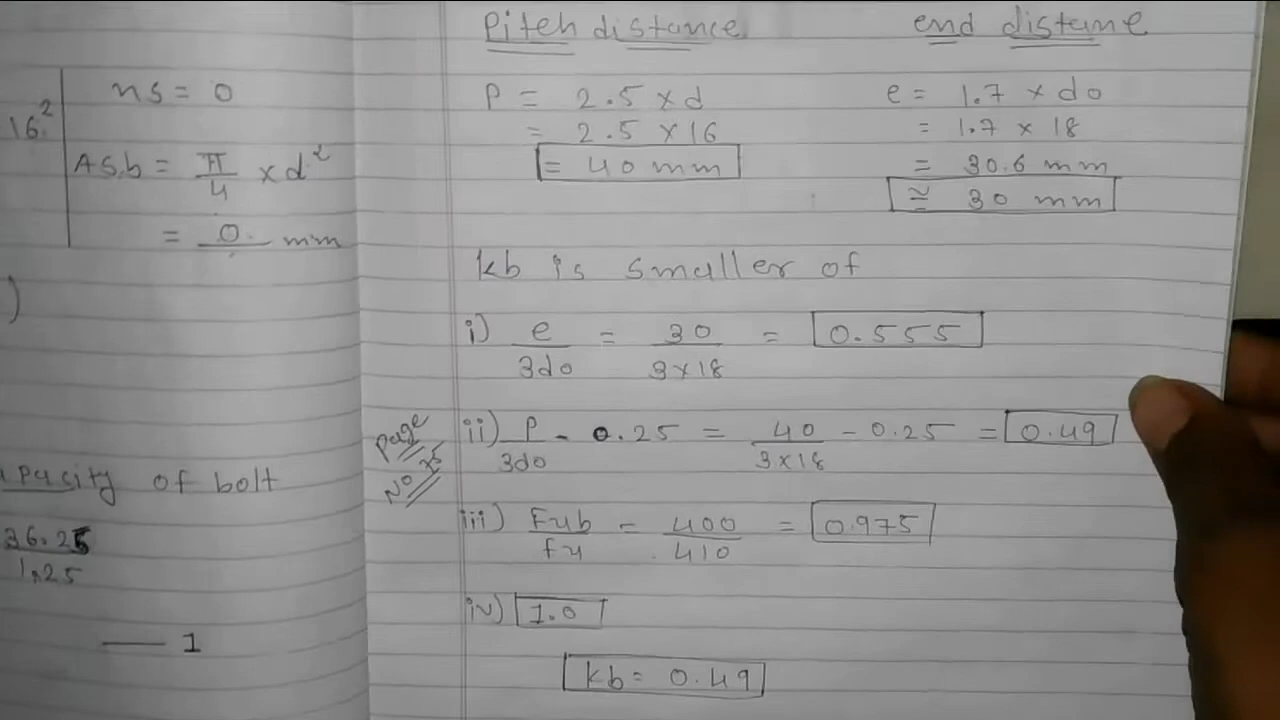 ns = 0
16²
Asb = π/4 × d²
= 0 mm
)
pacity of bolt
36.25
1.25
— 1
Pitch distance
P = 2.5 × d
= 2.5 × 16
= 40 mm
end distance
e = 1.7 × do
= 1.7 × 18
= 30.6 mm
≅ 30 mm
kb is smaller of
i) e/3do = 30/3×18 = 0.555
Page No 75
ii) P/3do - 0.25 = 40/3×18 - 0.25 = 0.49
iii) Fub/fu = 400/410 = 0.975
iv) 1.0
kb = 0.49